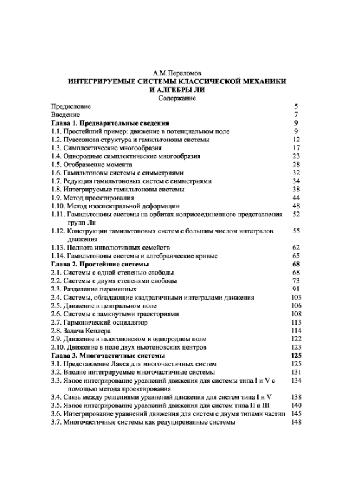 А.М.Переломов
ИНТЕГРИРУЕМЫЕ СИСТЕМЫ КЛАССИЧЕСКОЙ МЕХАНИКИ
И АЛГЕБРЫ ЛИ
Содержание
Предисловие 5
Введение 7
Глава 1. Предварительные сведения 9
1.1. Простейший пример: движение в потенциальном поле 9
1.2. Пуассонова структура и гамильтоновы системы 12
1.3. Симплектические многообразия 17
1.4. Однородные симплектические многообразия 23
1.5. Отображение момента 28
1.6. Гамильтоновы системы с симметриями 32
1.7. Редукция гамильтоновых систем с симметриями 34
1.8. Интегрируемые гамильтоновы системы 38
1.9. Метод проектирования 44
1.10. Метод изоспектральной деформации 48
1.11. Гамильтоновы системы на орбитах коприсоединенного представления 52
групп Ли
1.12. Конструкции гамильтоновых систем с большим числом интегралов 55
движения
1.13. Полнота инволютивных семейств 62
1.14. Гамильтоновы системы и алгебраические кривые 65
Глава 2. Простейшие системы 68
2.1. Системы с одной степенью свободы 68
2.2. Системы с двумя степенями свободы 73
2.3. Разделение переменных 91
2.4. Системы, обладающие квадратичными интегралами движения 103
2.5. Движение в центральном поле 106
2.6. Системы с замкнутыми траекториями 108
2.7. Гармонический осциллятор 113
2.8. Задача Кеплера 114
2.9. Движение в ньютоновском и однородном поле 122
2.10. Движение в поле двух ньютоновских центров 123
Глава 3. Многочастичные системы 125
3.1. Представление Лакса для многочастичных систем 125
3.2. Вполне интегрируемые многочастичные системы 131
3.3. Явное интегрирование уравнений движения для системы типа I и V с 134
помощью метода проектирования
3.4. Связь между решениями уравнений движения для систем типа I и V 138
3.5. Явное интегрирование уравнений движения для систем типов II и III 140
3.6. Интегрирование уравнений движения для систем с двумя типами частиц 145
3.7. Многочастичные системы как редуцированные системы 148